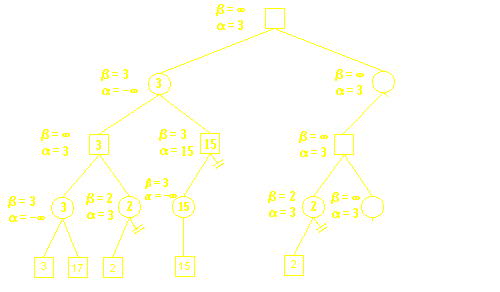 β = ∞
α = 3
β = 3
α = -∞
3
β = ∞
α = 3
β = ∞
α = 3
3
β = 3
α = 15
15
β = ∞
α = 3
β = 3
α = -∞
3
β = 2
α = 3
2
β = 3
α = -∞
15
β = 2
α = 3
2
β = ∞
α = 3
3
17
2
15
2